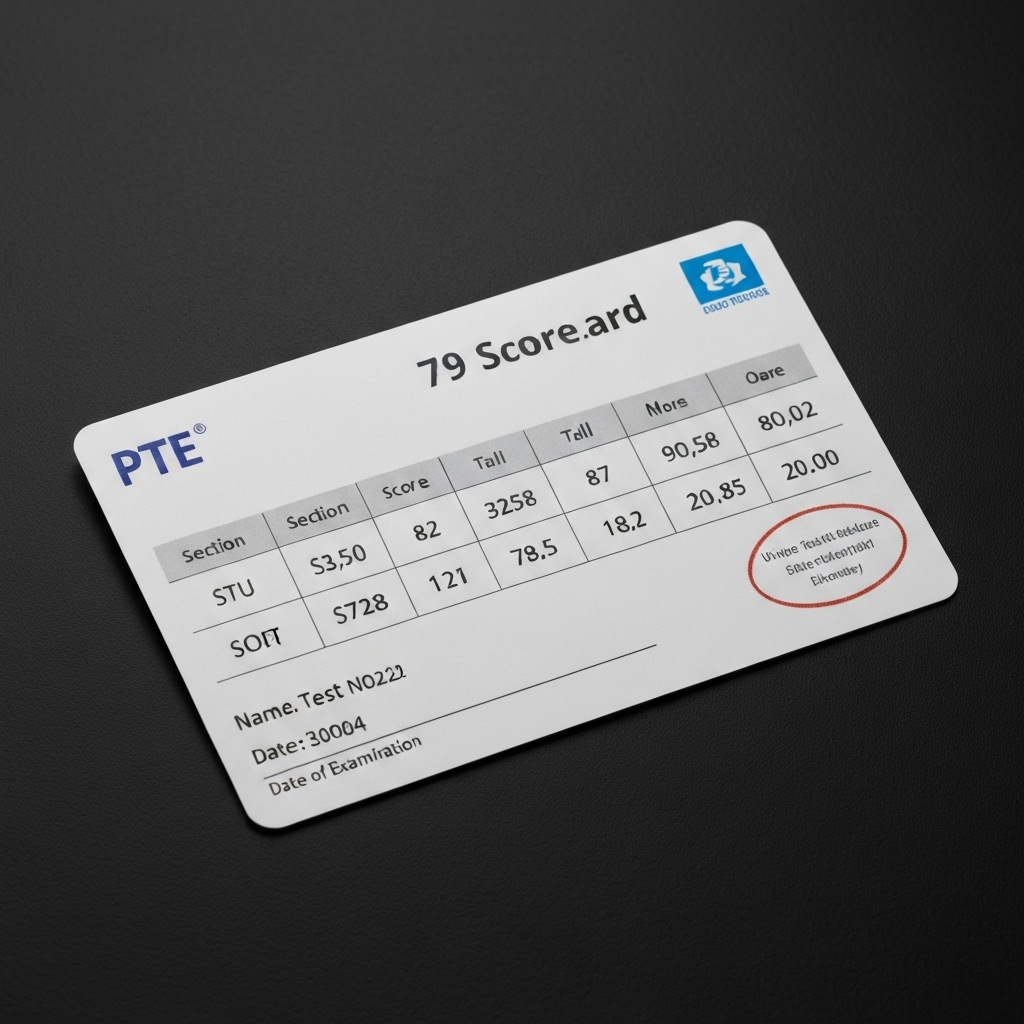 79 Score.ard
PTE®
Section Section Score Tall Tall More Oare
STU S3,50 82 3258 87 90,58 80,02
SOIT S728 121 78.5 18,2 20,85 20.00
Name. Test N0221
Date: 30004
Date of Examination